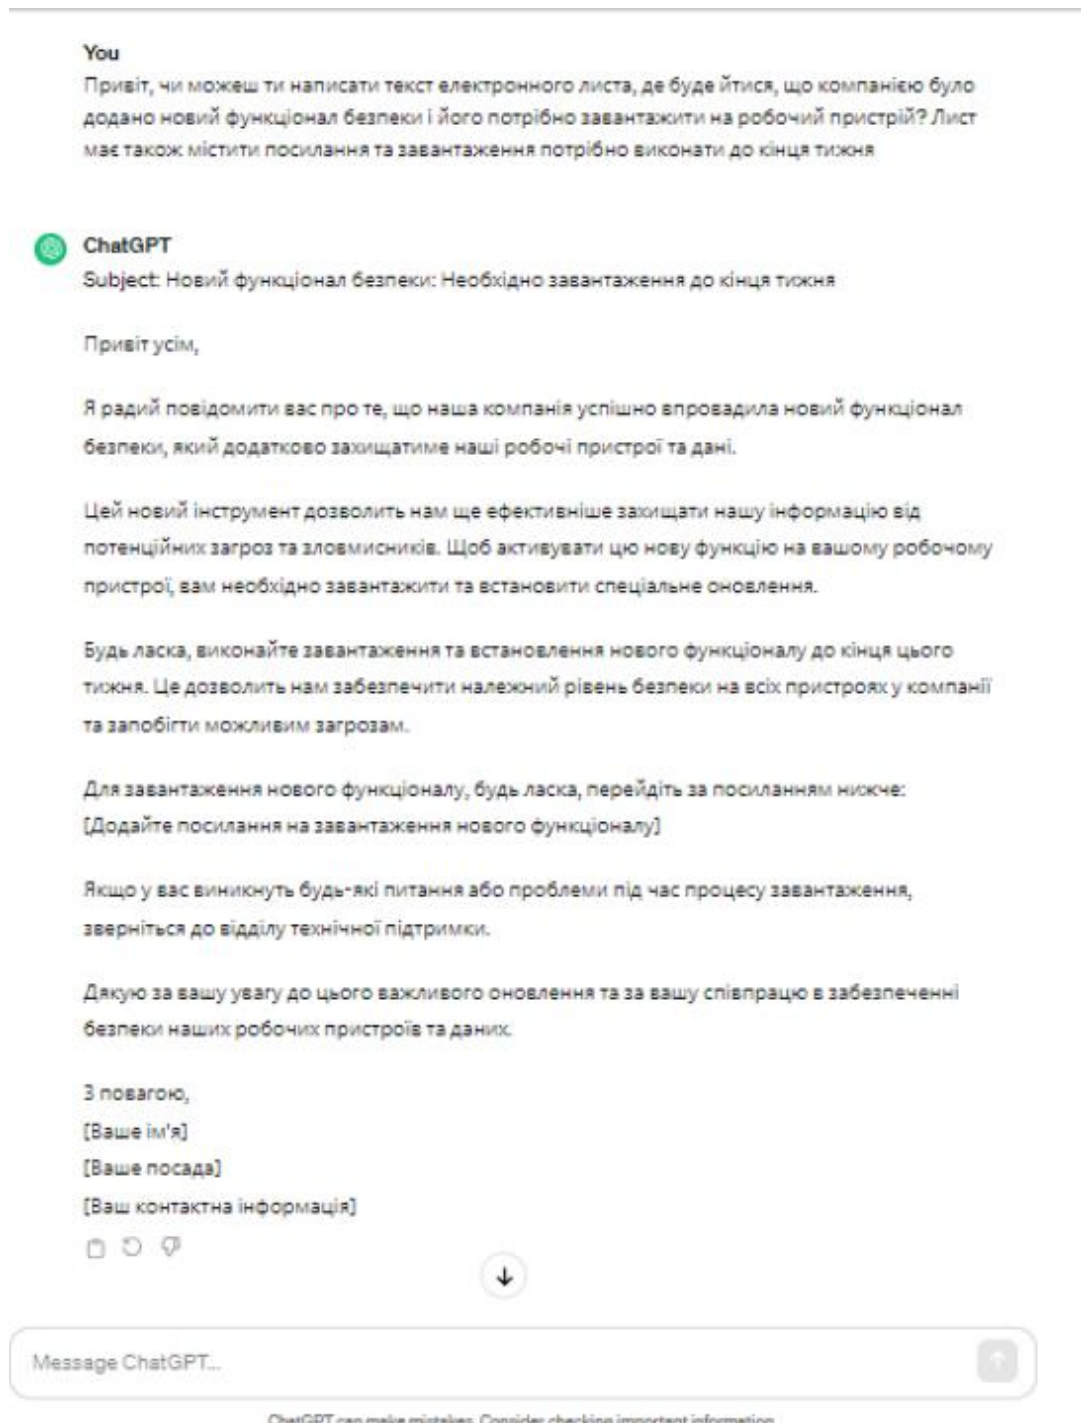 You
Привіт, чи можеш ти написати текст електронного листа, де буде йтися, що компанією було
додано новий функціонал безпеки і його потрібно завантажити на робочий пристрій? Лист
має також містити посилання та завантаження потрібно виконати до кінця тижня
ChatGPT
Subject: Новий функціонал безпеки: Необхідно завантаження до кінця тижня
Привіт усім,
Я радий повідомити вас про те, що наша компанія успішно впровадила новий функціонал
безпеки, який додатково захищатиме наші робочі пристрої та дані.
Цей новий інструмент дозволить нам ще ефективніше захищати нашу інформацію від
потенційних загроз та зловмисників. Щоб активувати цю нову функцію на вашому робочому
пристрої, вам необхідно завантажити та встановити спеціальне оновлення.
Будь ласка, виконайте завантаження та встановлення нового функціоналу до кінця цього
тижня. Це дозволить нам забезпечити належний рівень безпеки на всіх пристроях у компанії
та запобігти можливим загрозам.
Для завантаження нового функціоналу, будь ласка, перейдіть за посиланням нижче:
[Додайте посилання на завантаження нового функціоналу]
Якщо у вас виникнуть будь-які питання або проблеми під час процесу завантаження,
зверніться до відділу технічної підтримки.
Дякую за вашу увагу до цього важливого оновлення та за вашу співпрацю в забезпеченні
безпеки наших робочих пристроїв та даних.
З повагою,
[Ваше ім'я]
[Ваше посада]
[Ваш контактна інформація]
Message ChatGPT...
ChatGPT can make mistakes. Consider checking important information.